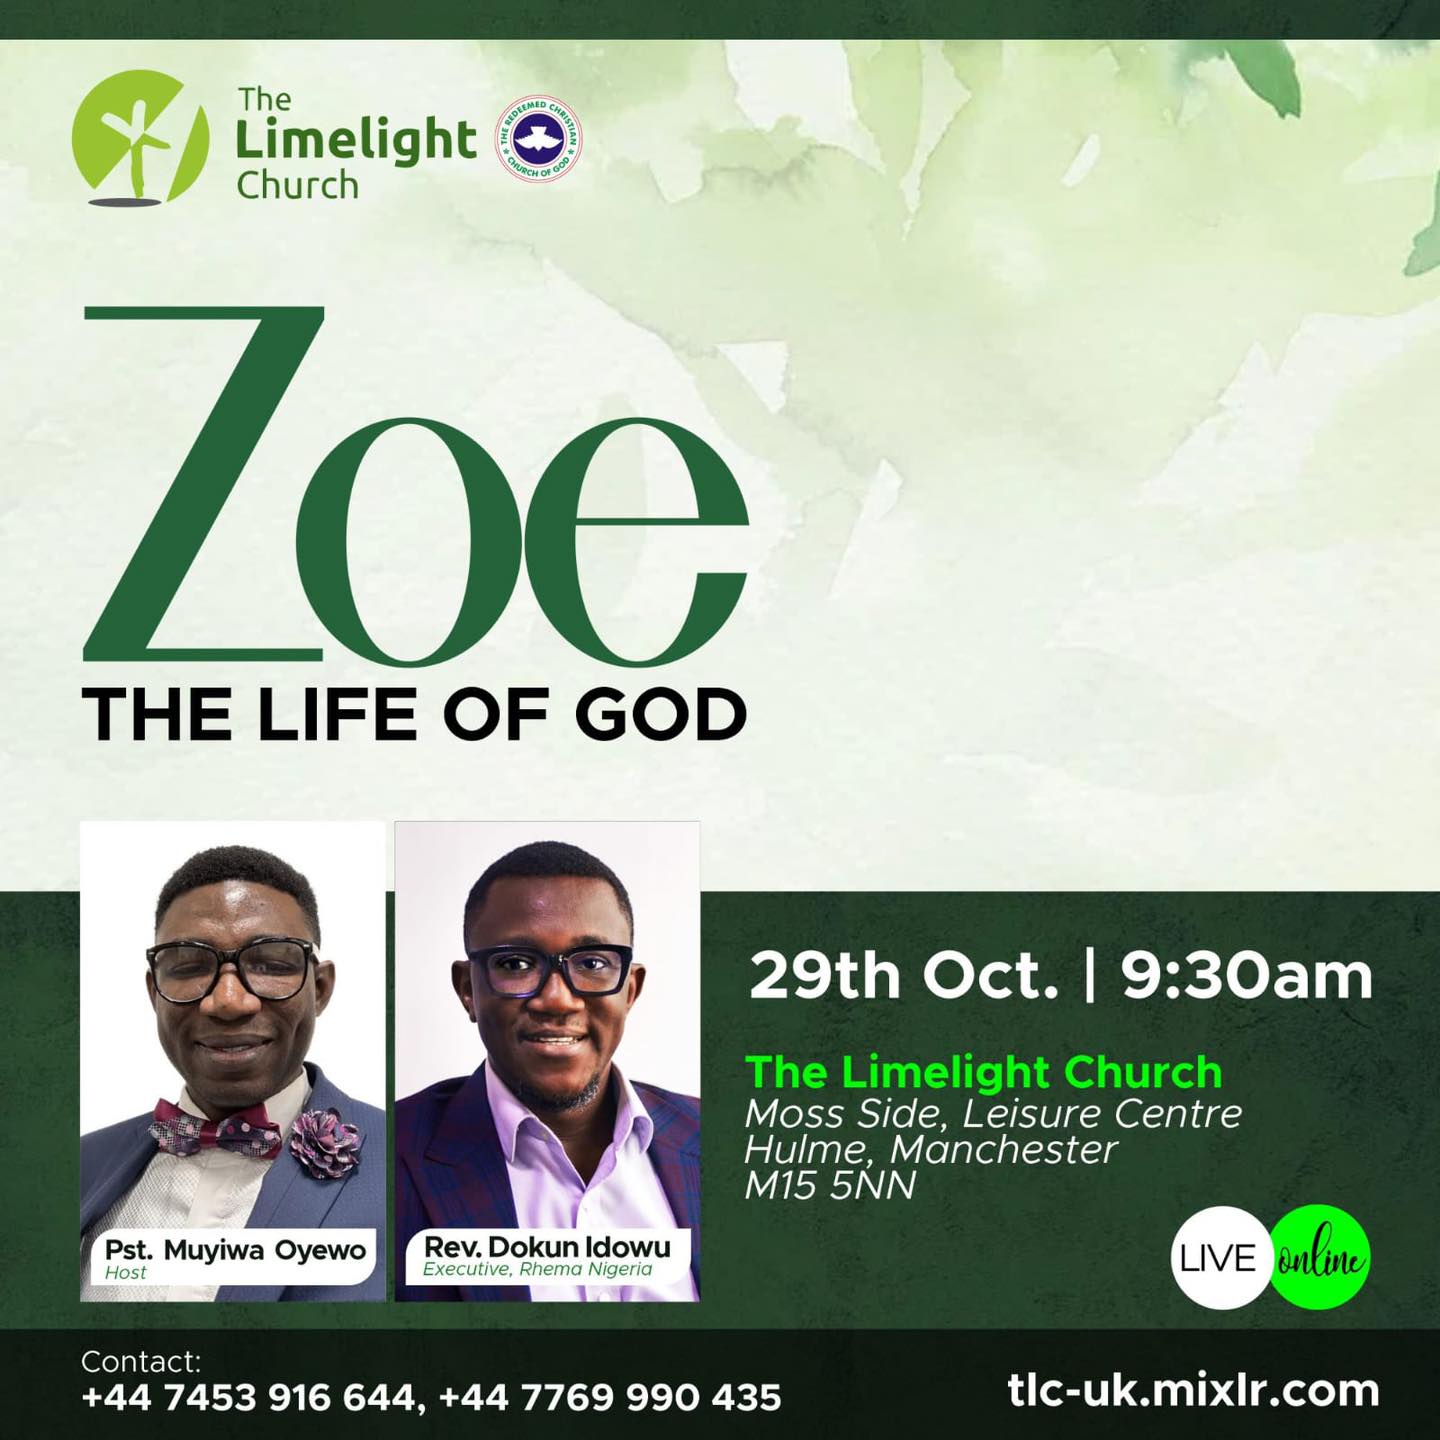 The
Limelight
Church
THE REDEEMED CHRISTIAN
CHURCH OF GOD
Zoe
THE LIFE OF GOD
Pst. Muyiwa Oyewo
Host
Rev. Dokun Idowu
Executive, Rhema Nigeria
29th Oct. | 9:30am
The Limelight Church
Moss Side, Leisure Centre
Hulme, Manchester
M15 5NN
LIVE online
Contact:
+44 7453 916 644, +44 7769 990 435
tlc-uk.mixlr.com